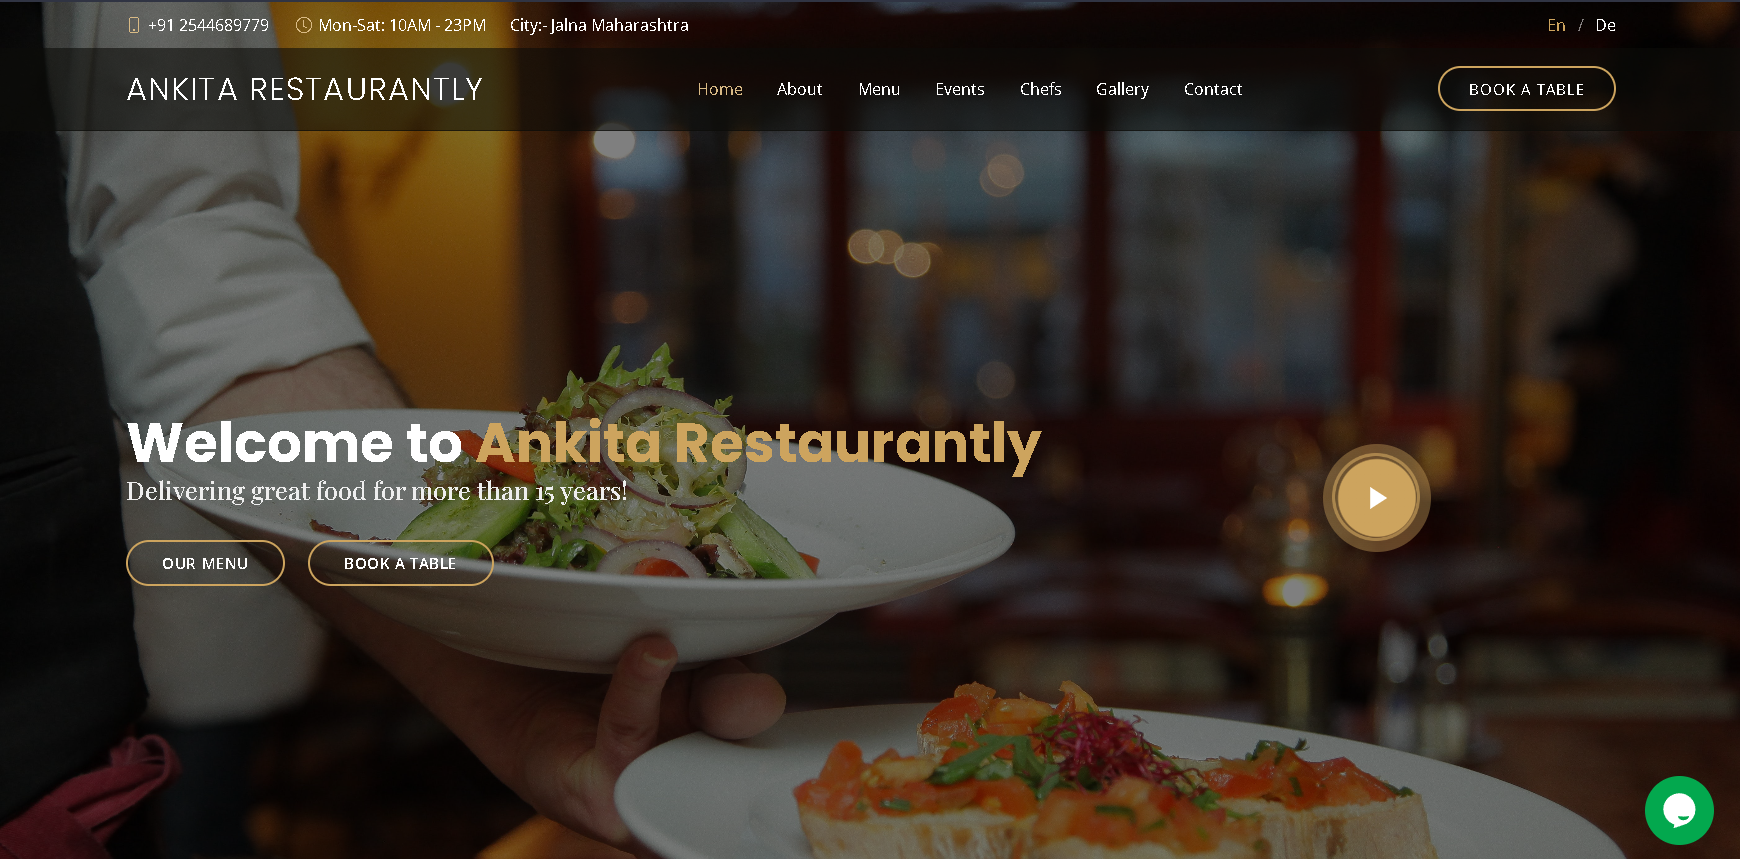 +91 2544689779 Mon-Sat: 10AM - 23PM City:- Jalna Maharashtra En / De
ANKITA RESTAURANTLY Home About Menu Events Chefs Gallery Contact BOOK A TABLE
Welcome to Ankita Restaurantly
Delivering great food for more than 15 years!
OUR MENU BOOK A TABLE